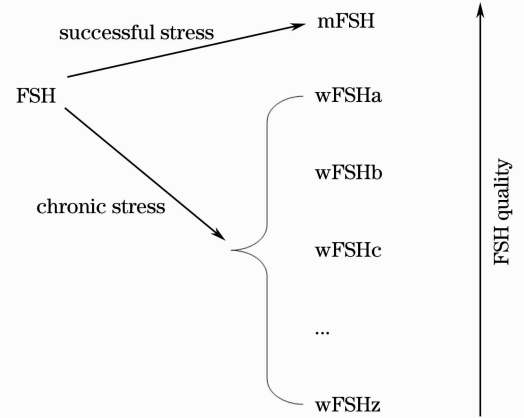 successful stress
mFSH
FSH
wFSHa
wFSHb
chronic stress
wFSHc
...
wFSHz
FSH quality